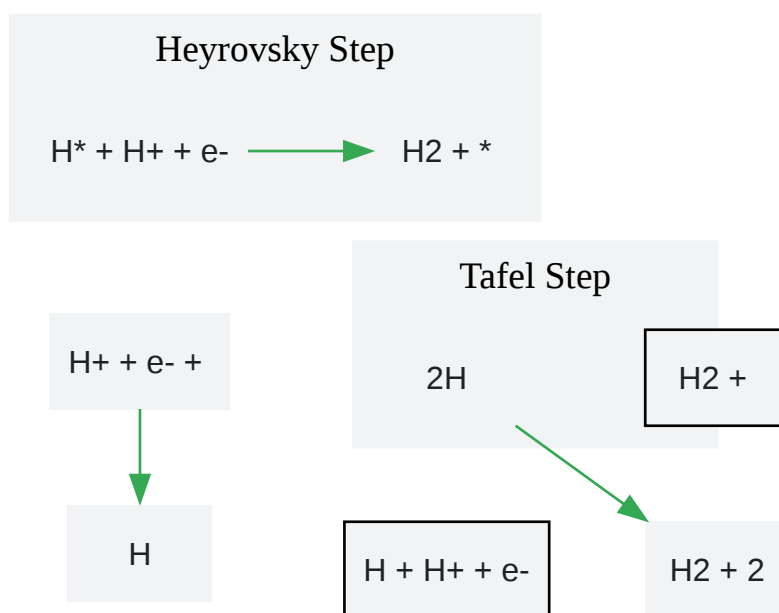 Heyrovsky Step
H* + H+ + e-
H2 + *
Tafel Step
H+ + e- +
2H
H2 +
H
H + H+ + e-
H2 + 2